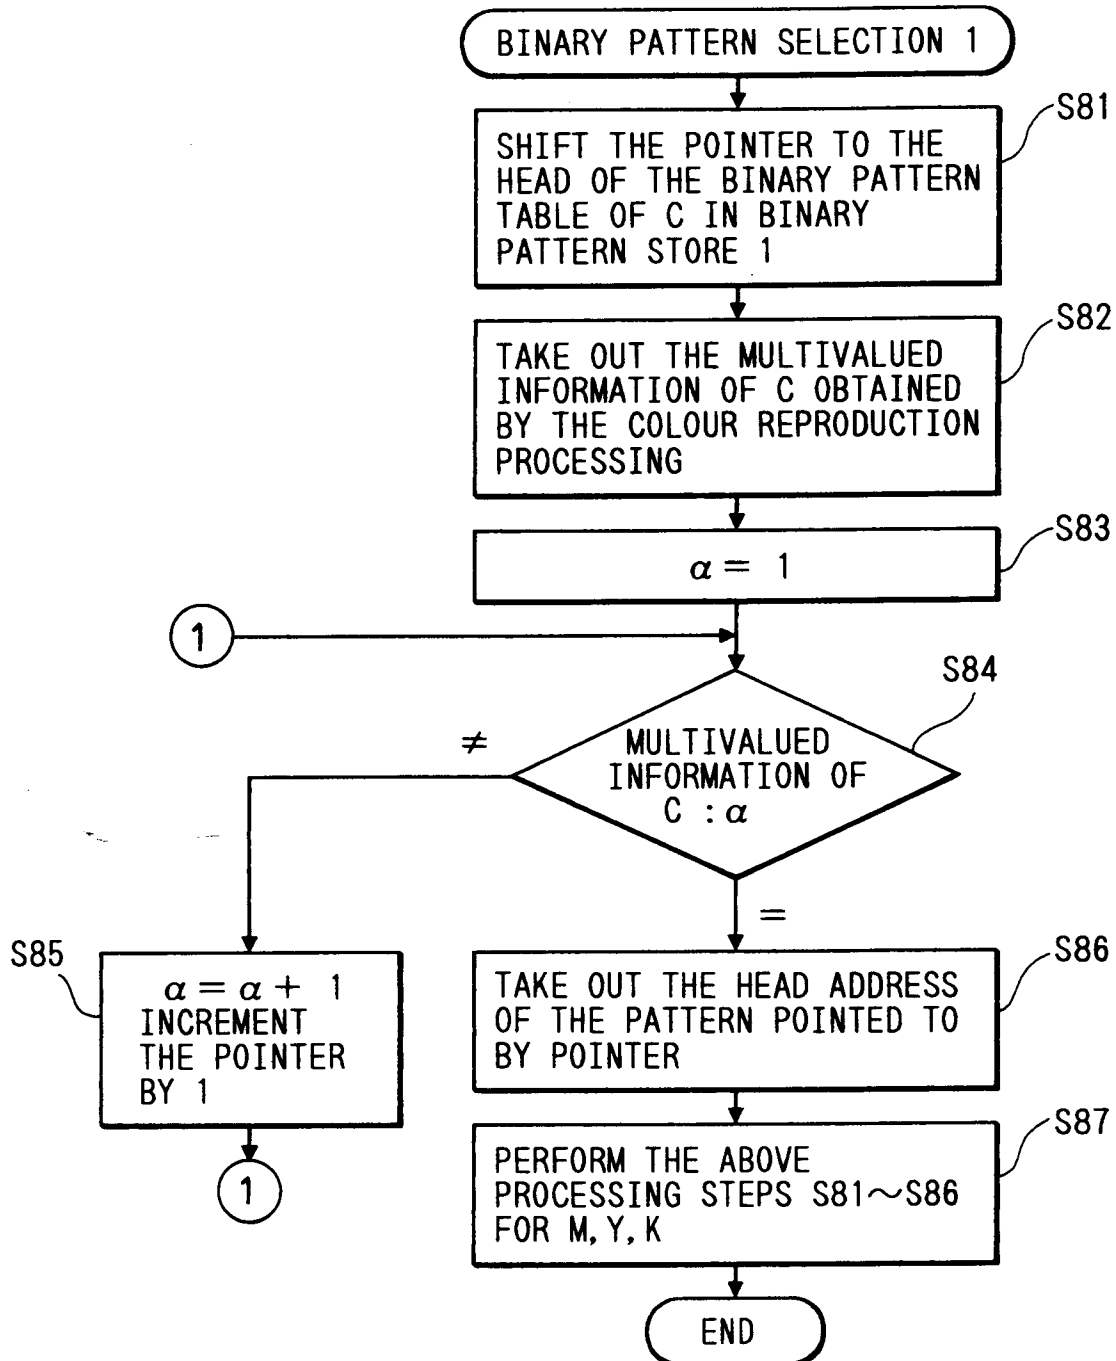 BINARY PATTERN SELECTION 1
S81
SHIFT THE POINTER TO THE
HEAD OF THE BINARY PATTERN
TABLE OF C IN BINARY
PATTERN STORE 1
S82
TAKE OUT THE MULTIVALUED
INFORMATION OF C OBTAINED
BY THE COLOUR REPRODUCTION
PROCESSING
S83
α = 1
1
S84
≠
MULTIVALUED
INFORMATION OF
C : α
=
S85
α = α + 1
INCREMENT
THE POINTER
BY 1
1
S86
TAKE OUT THE HEAD ADDRESS
OF THE PATTERN POINTED TO
BY POINTER
S87
PERFORM THE ABOVE
PROCESSING STEPS S81~S86
FOR M, Y, K
END